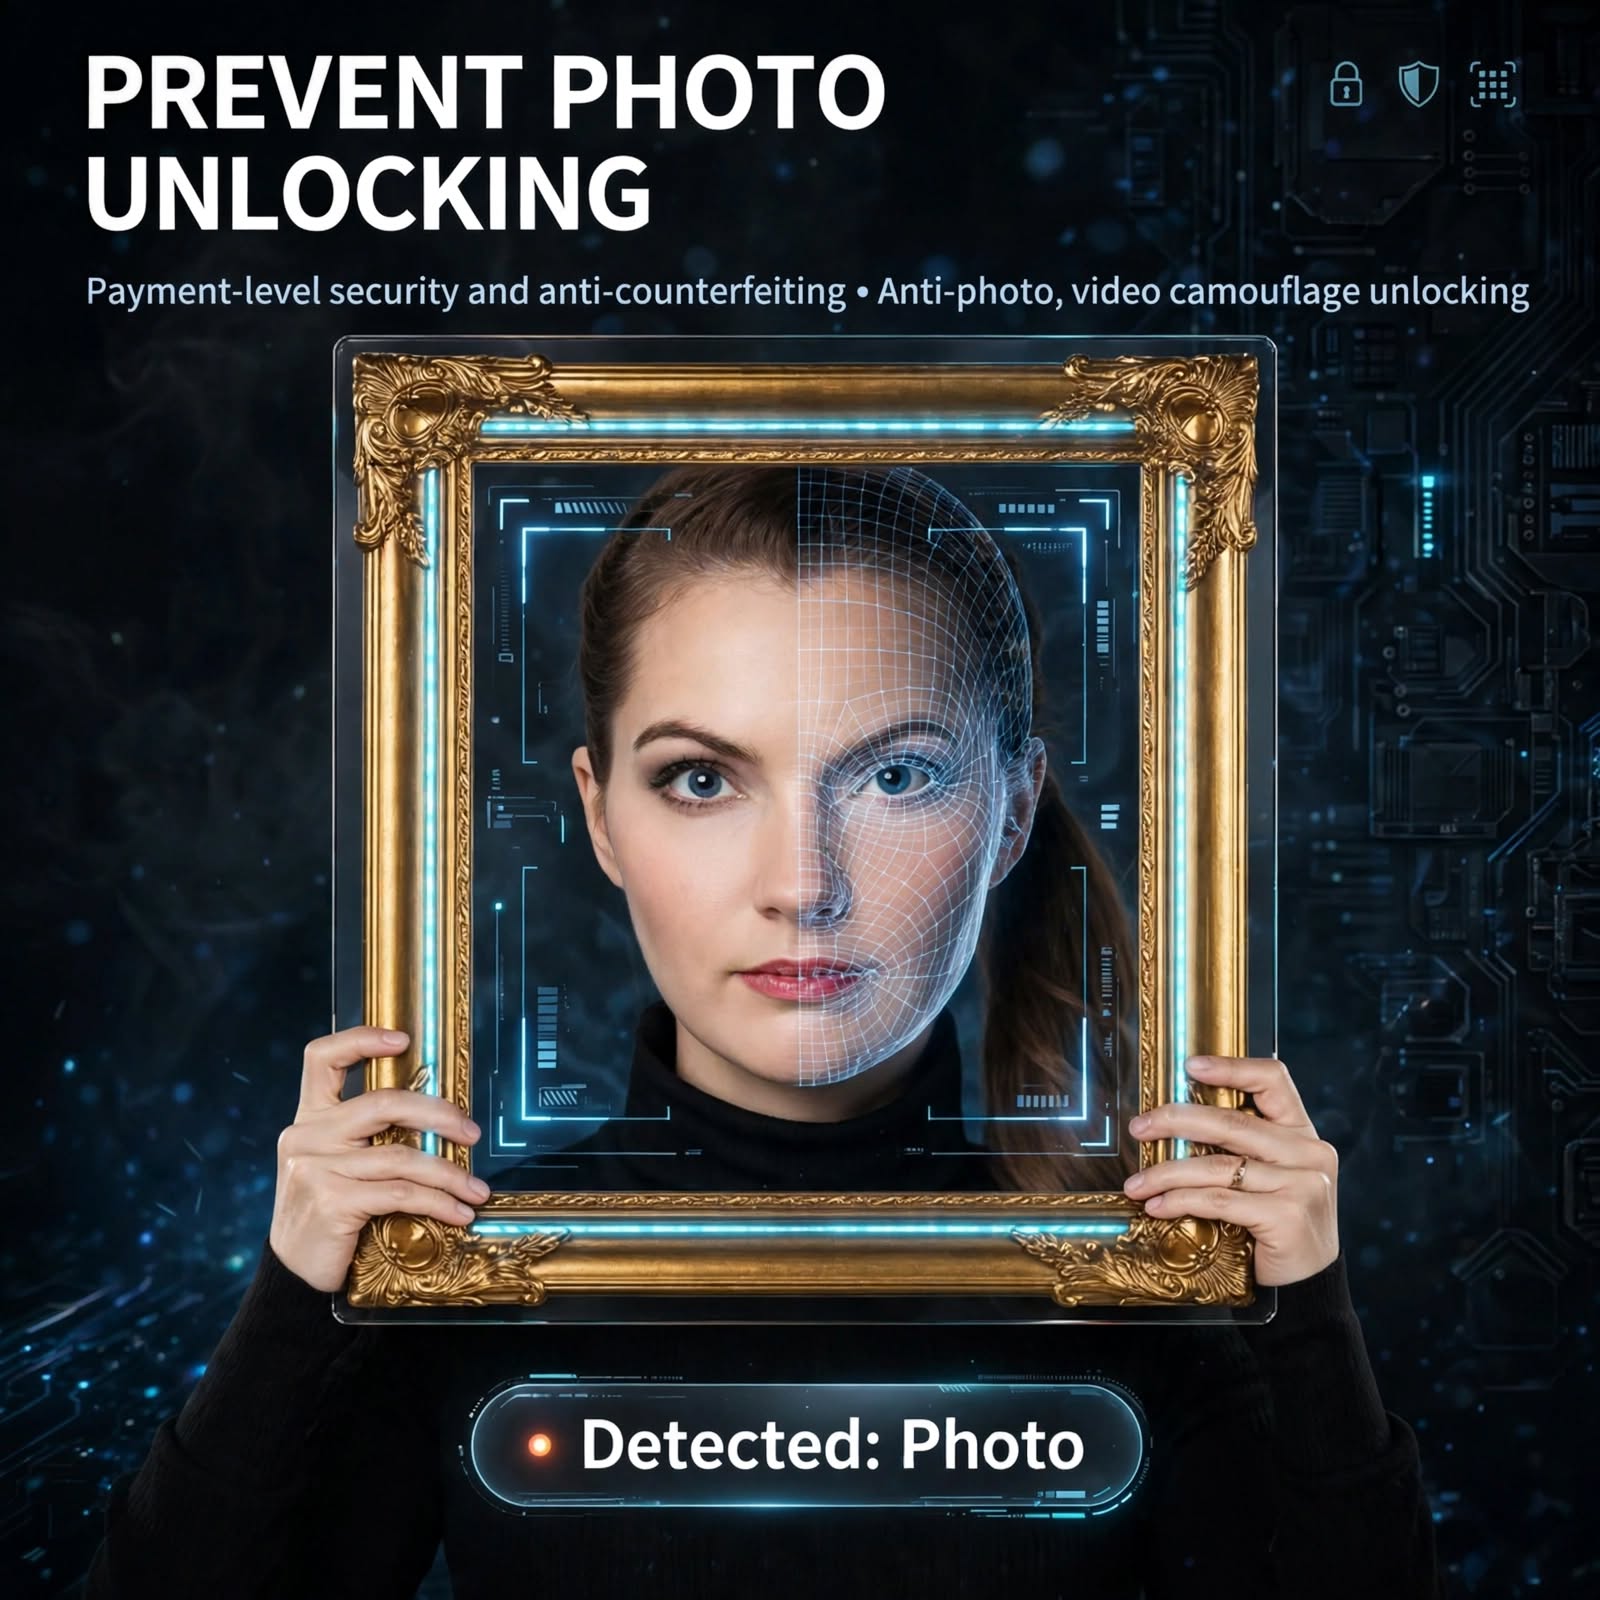 PREVENT PHOTO
UNLOCKING
Payment-level security and anti-counterfeiting • Anti-photo, video camouflage unlocking
Detected: Photo